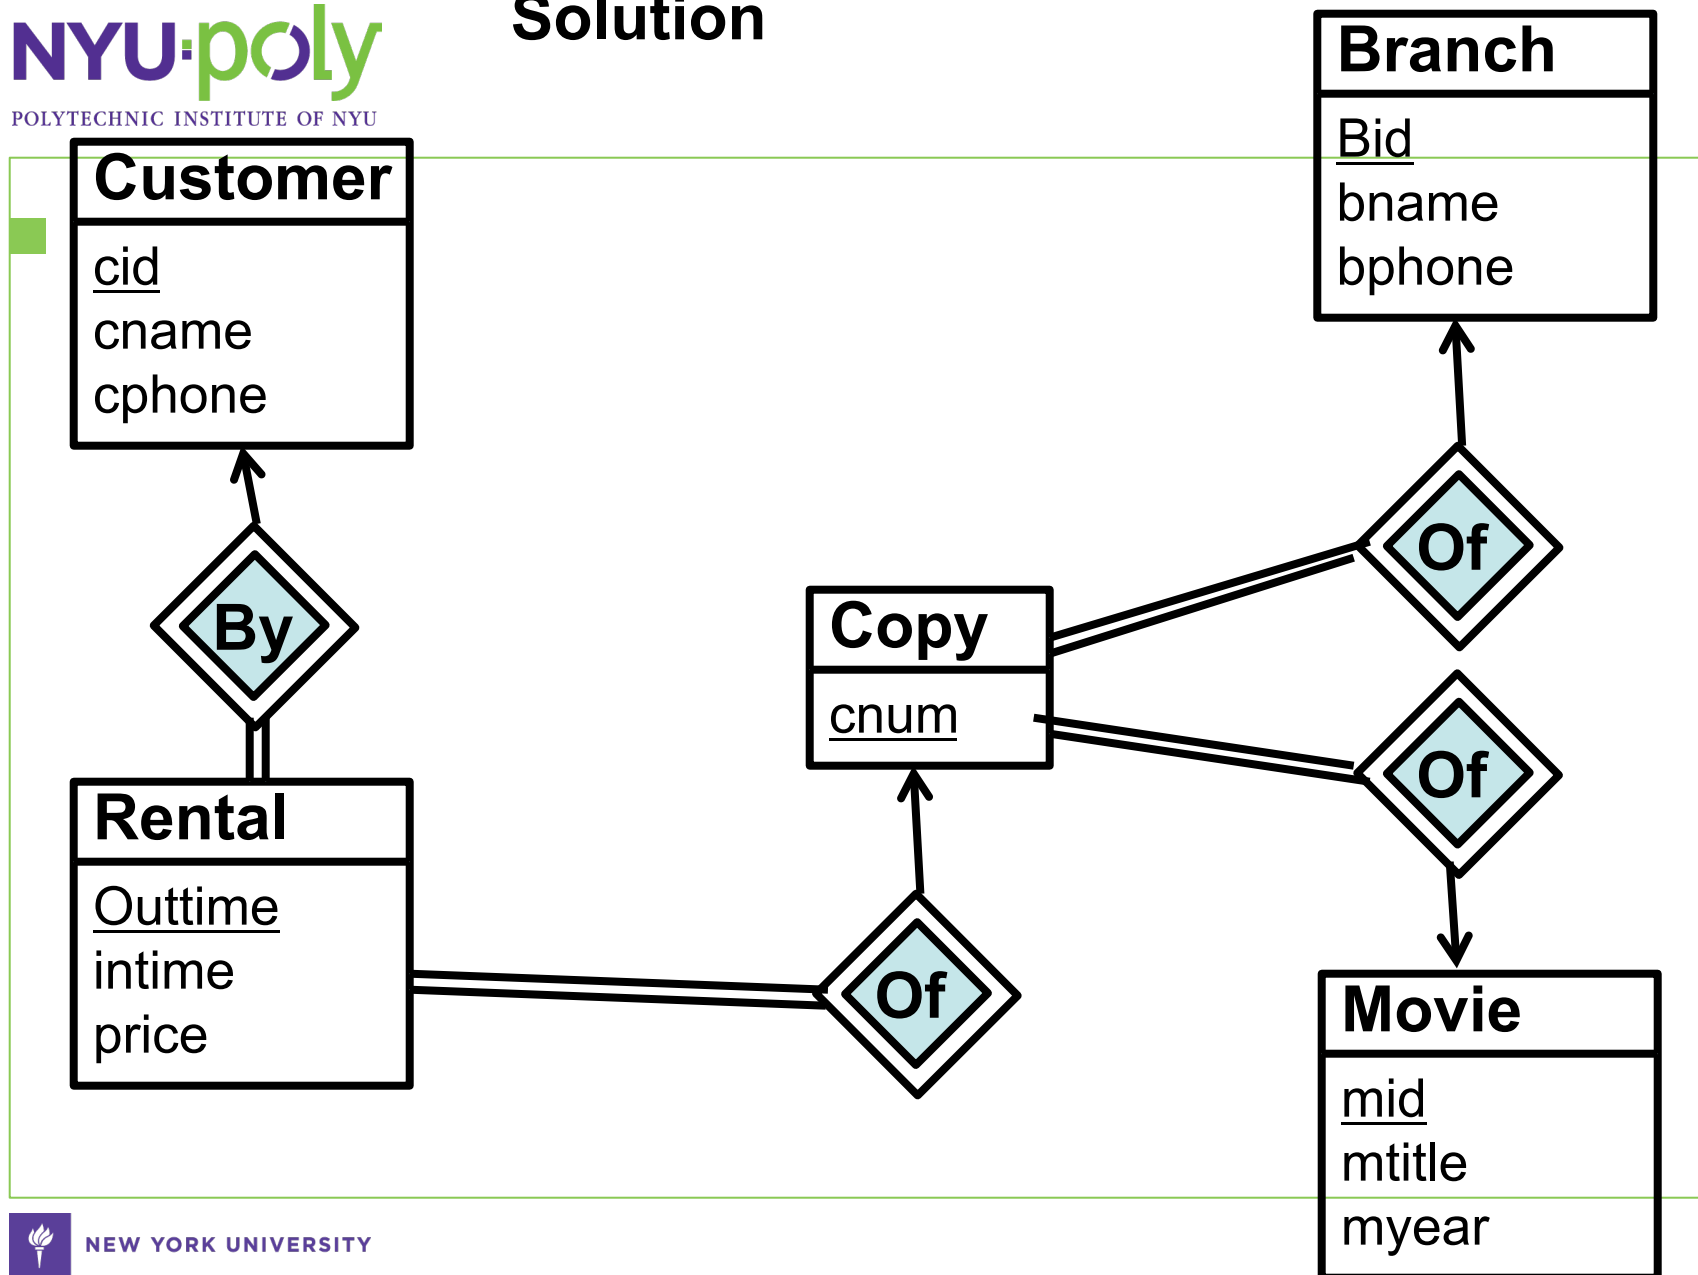 NYU:poly
POLYTECHNIC INSTITUTE OF NYU
Solution
Branch
Bid
bname
bphone
Customer
cid
cname
cphone
By
Of
Copy
cnum
Of
Rental
Outtime
intime
price
Of
Movie
mid
mtitle
myear
NEW YORK UNIVERSITY